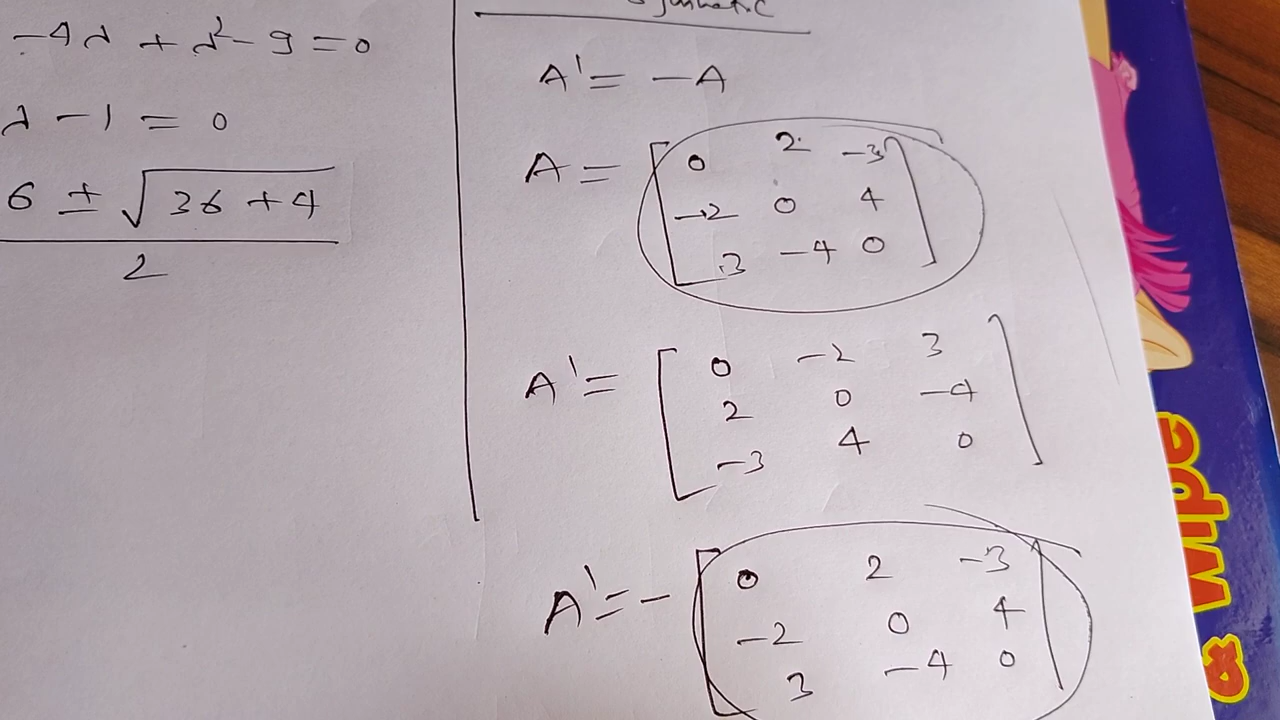 -4λ + λ² - 9 = 0
λ - 1 = 0
6 ± √36 + 4
2
A' = -A
A = [0 2 -3
-2 0 4
3 -4 0]
A' = [0 -2 3
2 0 -4
-3 4 0]
A' = - [0 2 -3
-2 0 4
3 -4 0]
a Wipe